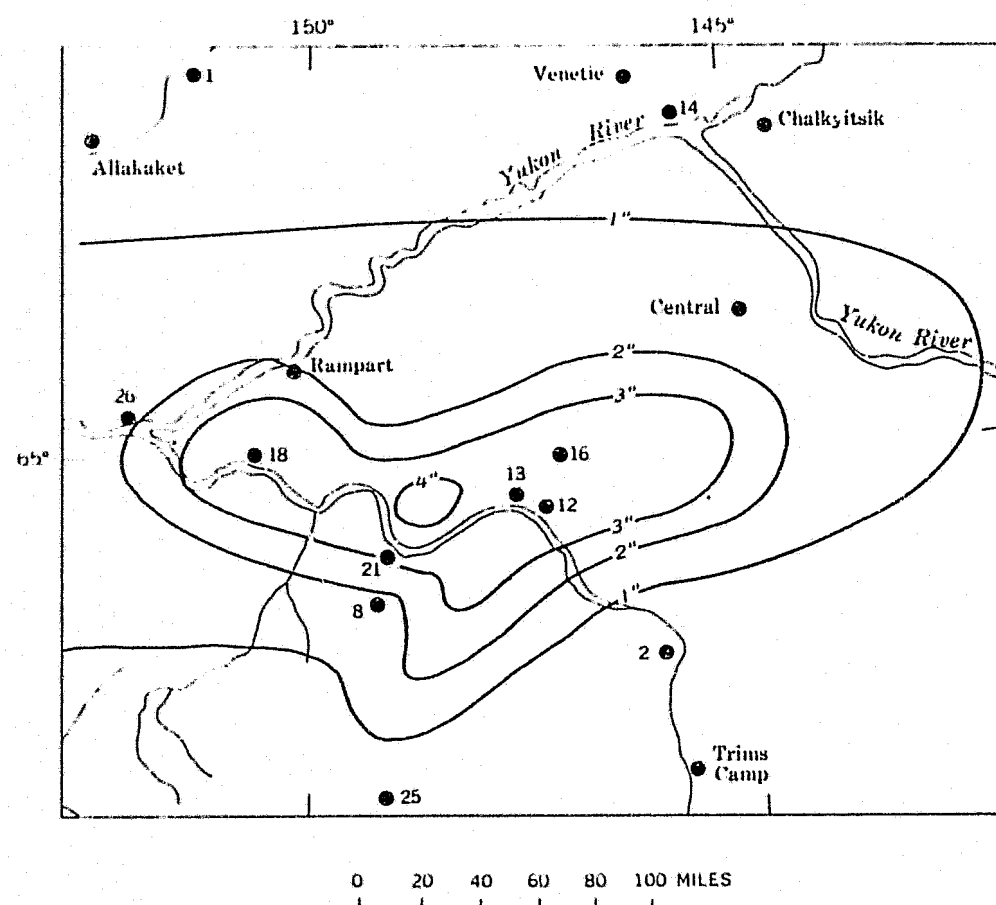 150° 145°
1
Venetie
14
Chalkyitsik
Allakaket
Yukon River
1"
Central
Yukon River
2"
Rampart
3"
26
65°
18
16
4"
13
12
3"
21
2"
8
1"
2
Trims
Camp
25
0 20 40 60 80 100 MILES